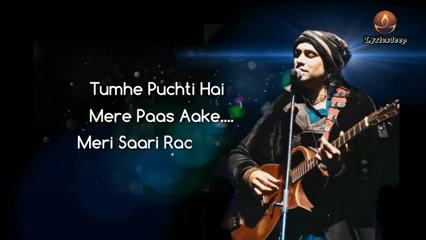 Lyricsdeep
Tumhe Puchti Hai
Mere Paas Aake....
Meri Saari Rac